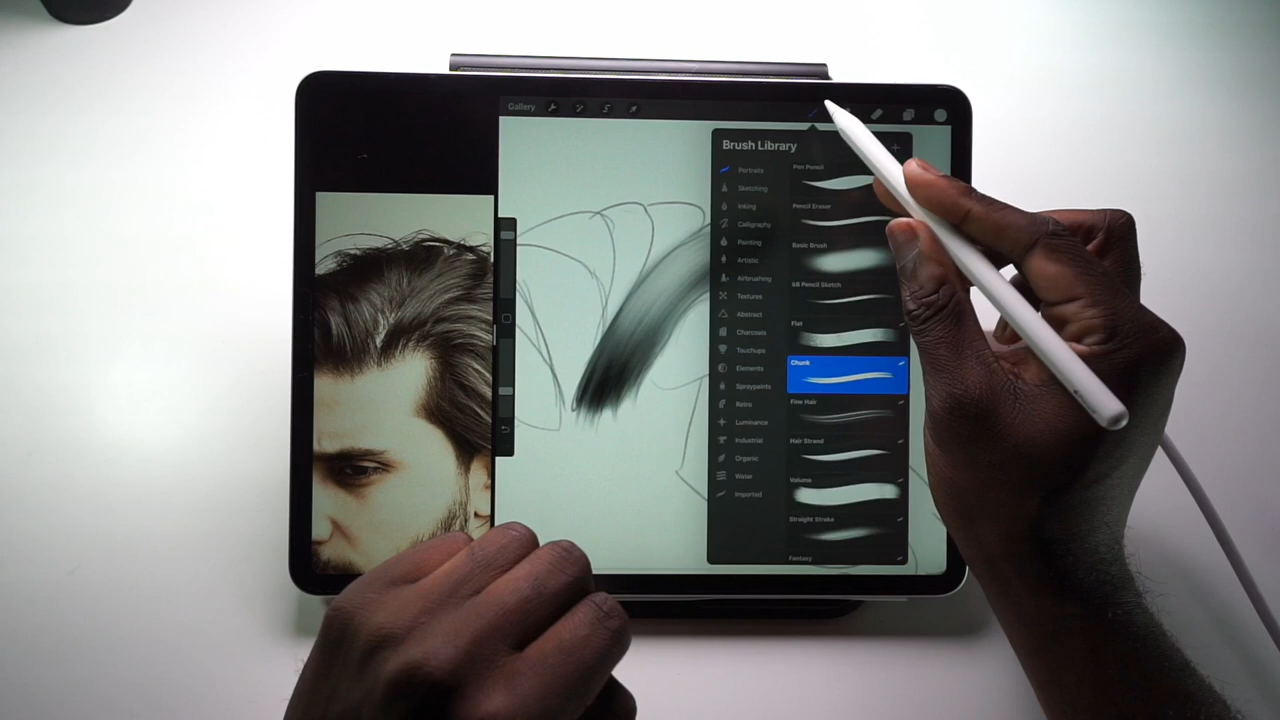 Gallery
Brush Library
Portraits
Sketching
Inking
Calligraphy
Painting
Artistic
Airbrushing
Textures
Abstract
Charcoals
Touchups
Elements
Spraypaints
Retro
Luminance
Industrial
Organic
Water
Imported
Pen Pencil
Pencil Eraser
Basic Brush
6B Pencil Sketch
Flat
Chunk
Fine Hair
Hair Strand
Volume
Straight Stroke
Fantasy